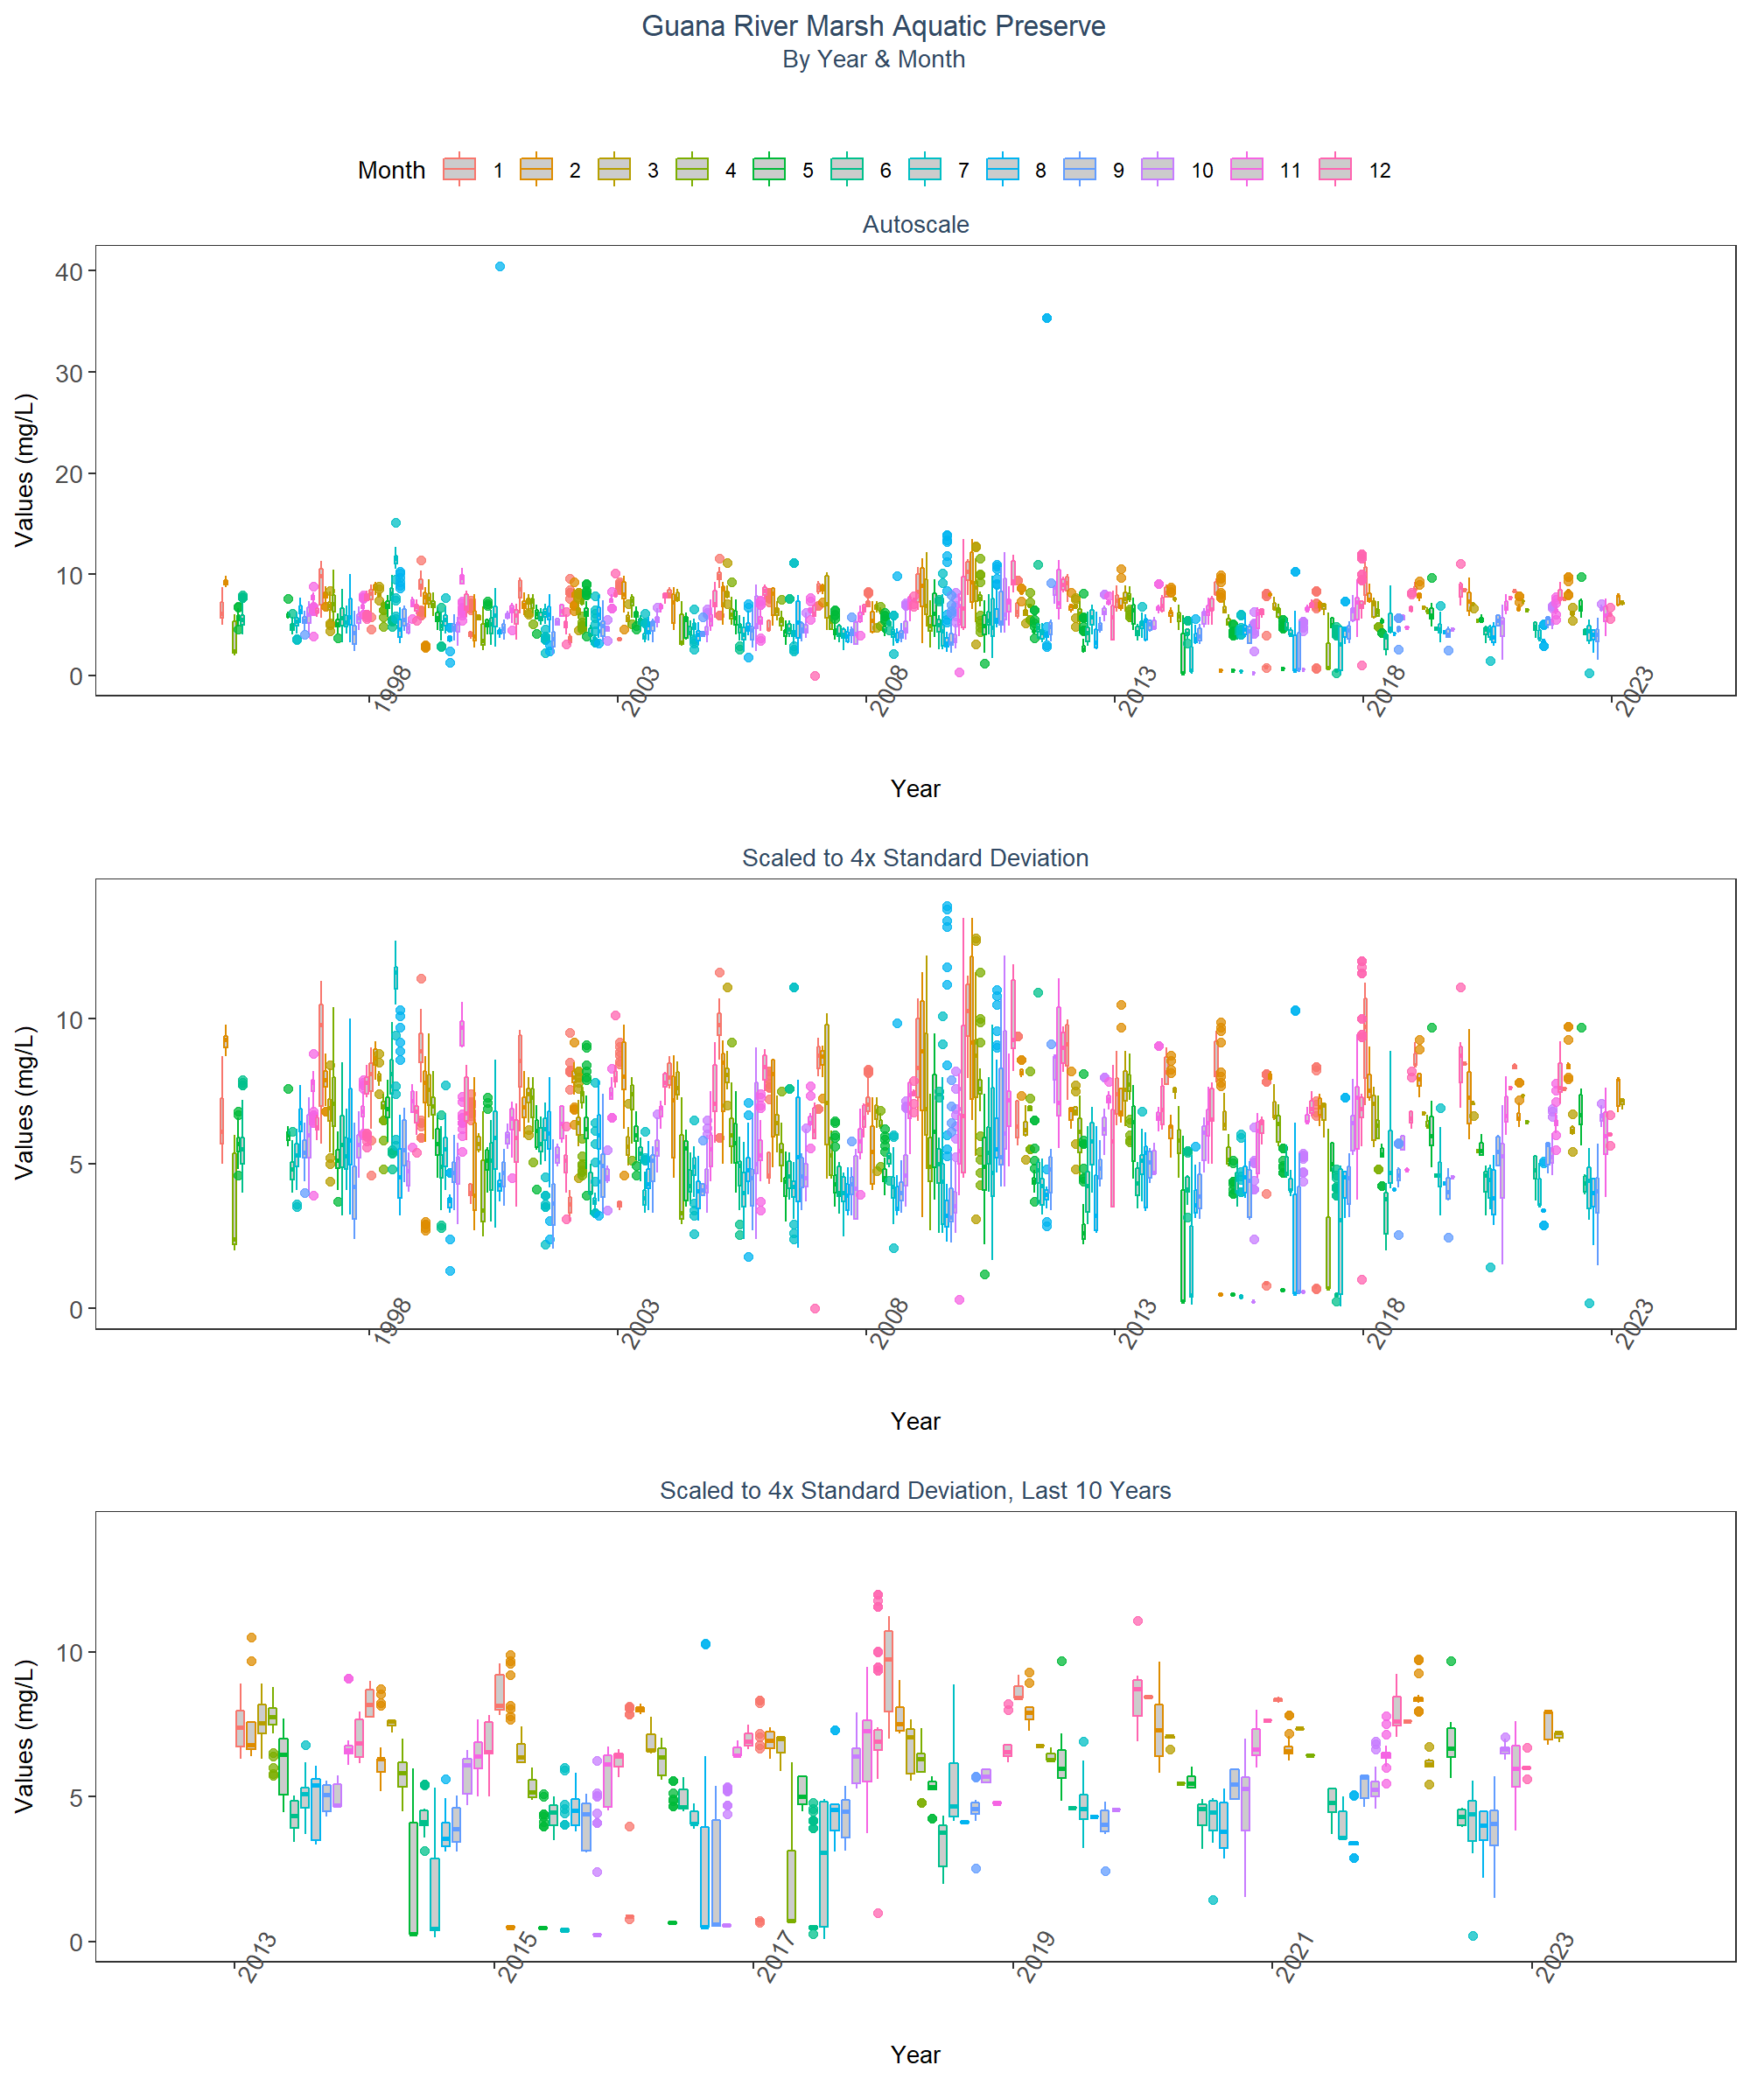 Guana River Marsh Aquatic Preserve
By Year & Month
Month 1 2 3 4 5 6 7 8 9 10 11 12
Autoscale
Values (mg/L)
40
30
20
10
0
1998 2003 2008 2013 2018 2023
Year
Scaled to 4x Standard Deviation
Values (mg/L)
10
5
0
1998 2003 2008 2013 2018 2023
Year
Scaled to 4x Standard Deviation, Last 10 Years
Values (mg/L)
10
5
0
2013 2015 2017 2019 2021 2023
Year